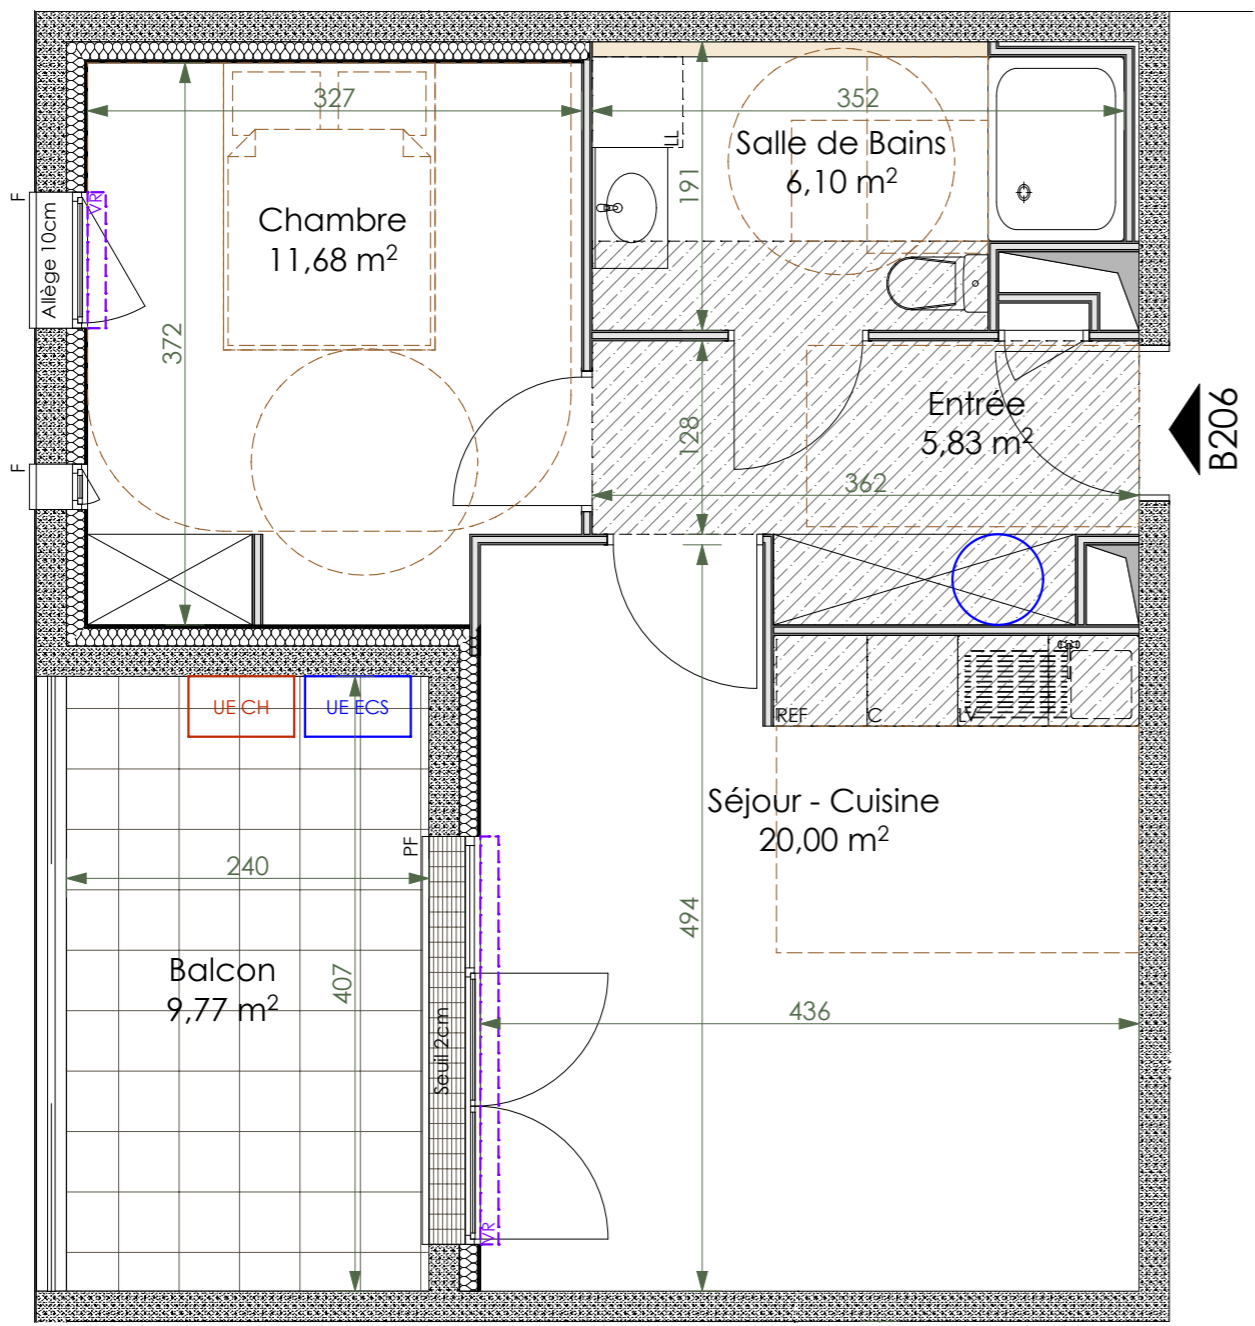 327
352
LL
Salle de Bains
6,10 m²
191
F
Allège 10cm
VR
Chambre
11,68 m²
372
128
Entrée
5,83 m²
362
B206
F
UE CH
UE ECS
REF
C
LV
Séjour - Cuisine
20,00 m²
PF
240
494
Balcon
9,77 m²
407
Seuil 2cm
436
VR